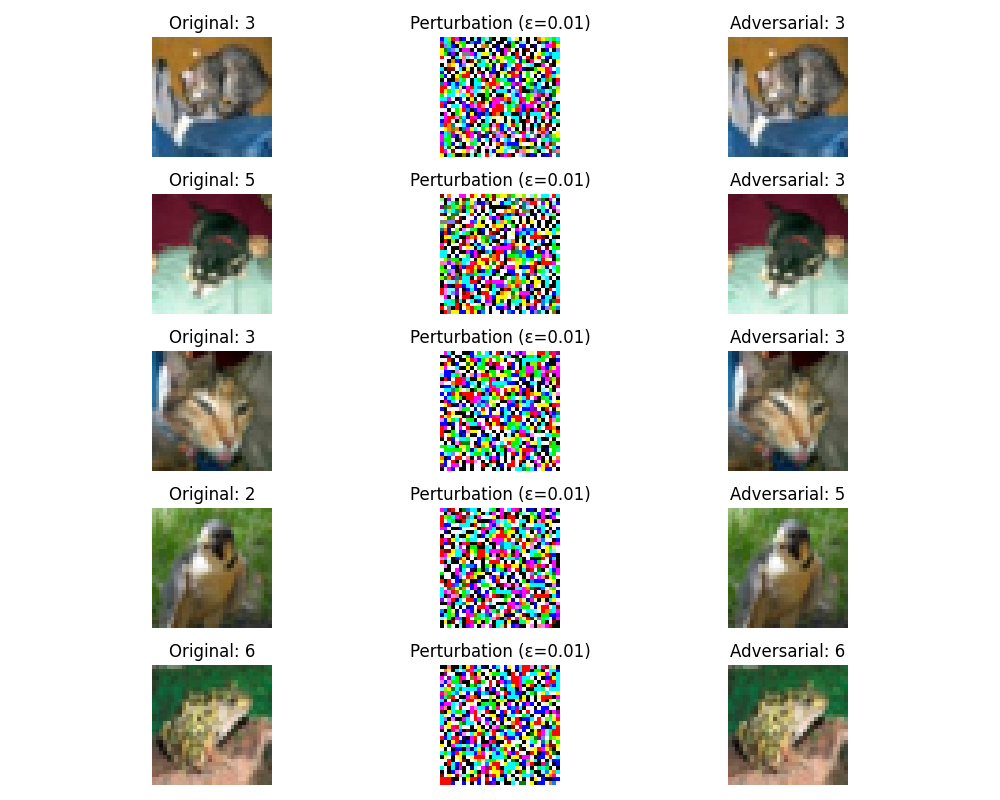 Original: 3 Perturbation (ε=0.01) Adversarial: 3
Original: 5 Perturbation (ε=0.01) Adversarial: 3
Original: 3 Perturbation (ε=0.01) Adversarial: 3
Original: 2 Perturbation (ε=0.01) Adversarial: 5
Original: 6 Perturbation (ε=0.01) Adversarial: 6